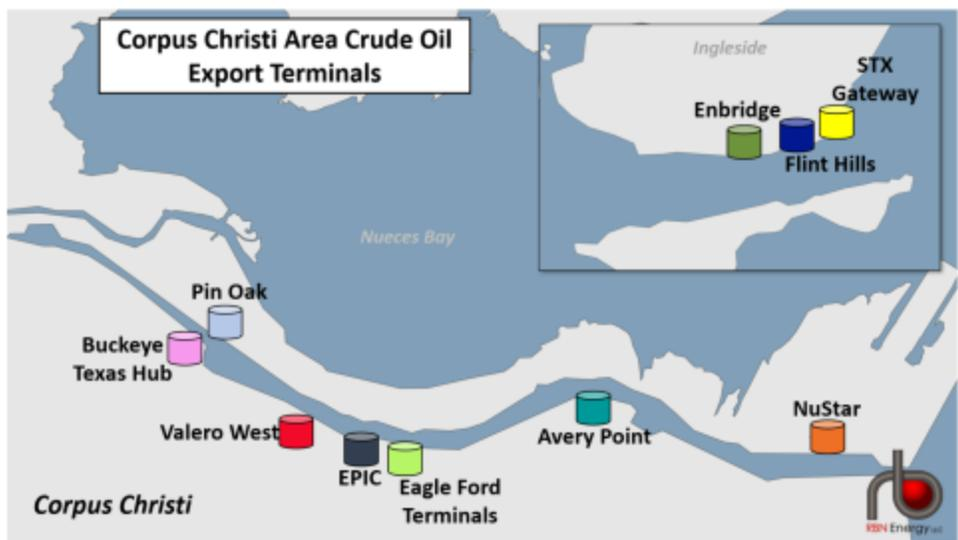 Corpus Christi Area Crude Oil
Export Terminals
Ingleside
STX
Gateway
Enbridge
Flint Hills
Nueces Bay
Pin Oak
Buckeye
Texas Hub
Valero West
EPIC
Eagle Ford
Terminals
Avery Point
NuStar
Corpus Christi
RBN Energy